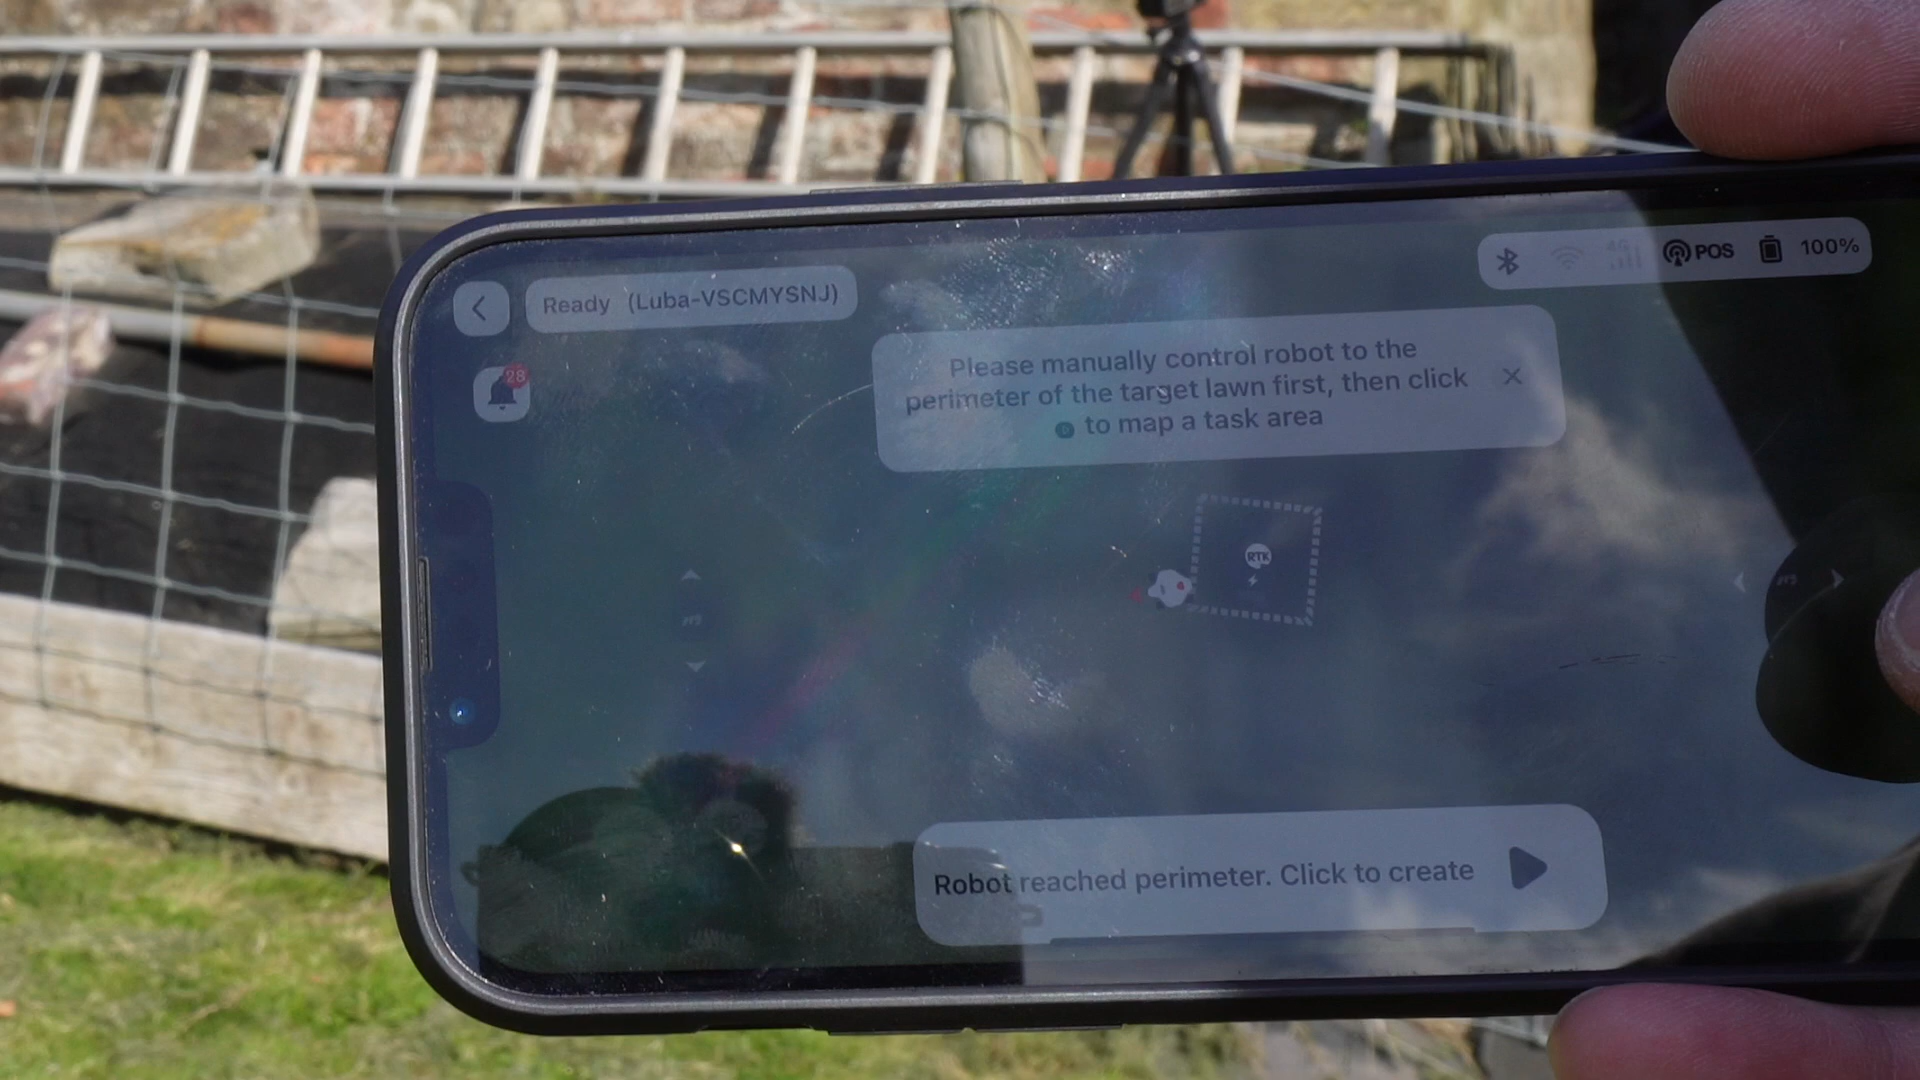 Ready (Luba-VSCMYSNJ)
POS 100%
28
Please manually control robot to the
perimeter of the target lawn first, then click
to map a task area
RTK
Robot reached perimeter. Click to create